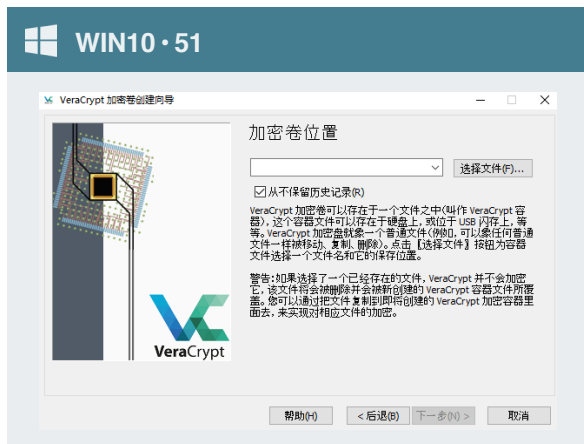 WIN10 · 51
VeraCrypt 加密卷创建向导
加密卷位置
选择文件(F)...
从不保留历史记录(R)
VeraCrypt 加密卷可以存在于一个文件之中(叫作 VeraCrypt 容
器)，这个容器文件可以存在于硬盘上，或位于 USB 闪存上，等
等。VeraCrypt 加密盘就象一个普通文件(例如，可以象任何普通
文件一样被移动、复制、删除)。点击【选择文件】按钮为容器
文件选择一个文件名和它的保存位置。
警告:如果选择了一个已经存在的文件，VeraCrypt 并不会加密
它，该文件将会被删除并会被新创建的 VeraCrypt 容器文件所覆
盖。您可以通过把文件复制到即将创建的 VeraCrypt 加密容器里
面去，来实现对相应文件的加密。
VeraCrypt
帮助(H)
< 后退(B)
下一步(N) >
取消